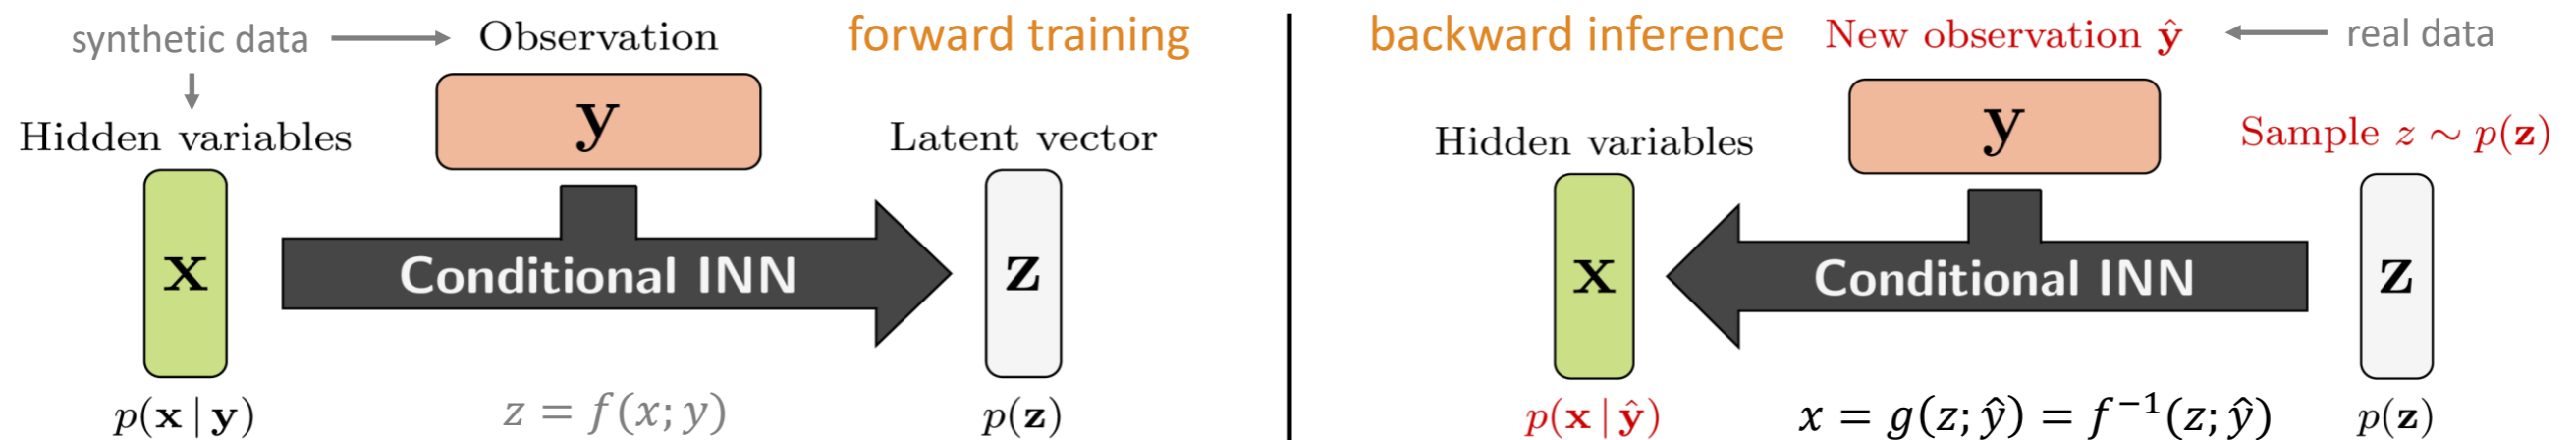 synthetic data
Observation
forward training
Hidden variables
y
Latent vector
x
Conditional INN
z
p(x | y)
z = f(x; y)
p(z)
backward inference
New observation ŷ
real data
Hidden variables
y
Sample z ∼ p(z)
x
Conditional INN
z
p(x | ŷ)
x = g(z; ŷ) = f⁻¹(z; ŷ)
p(z)